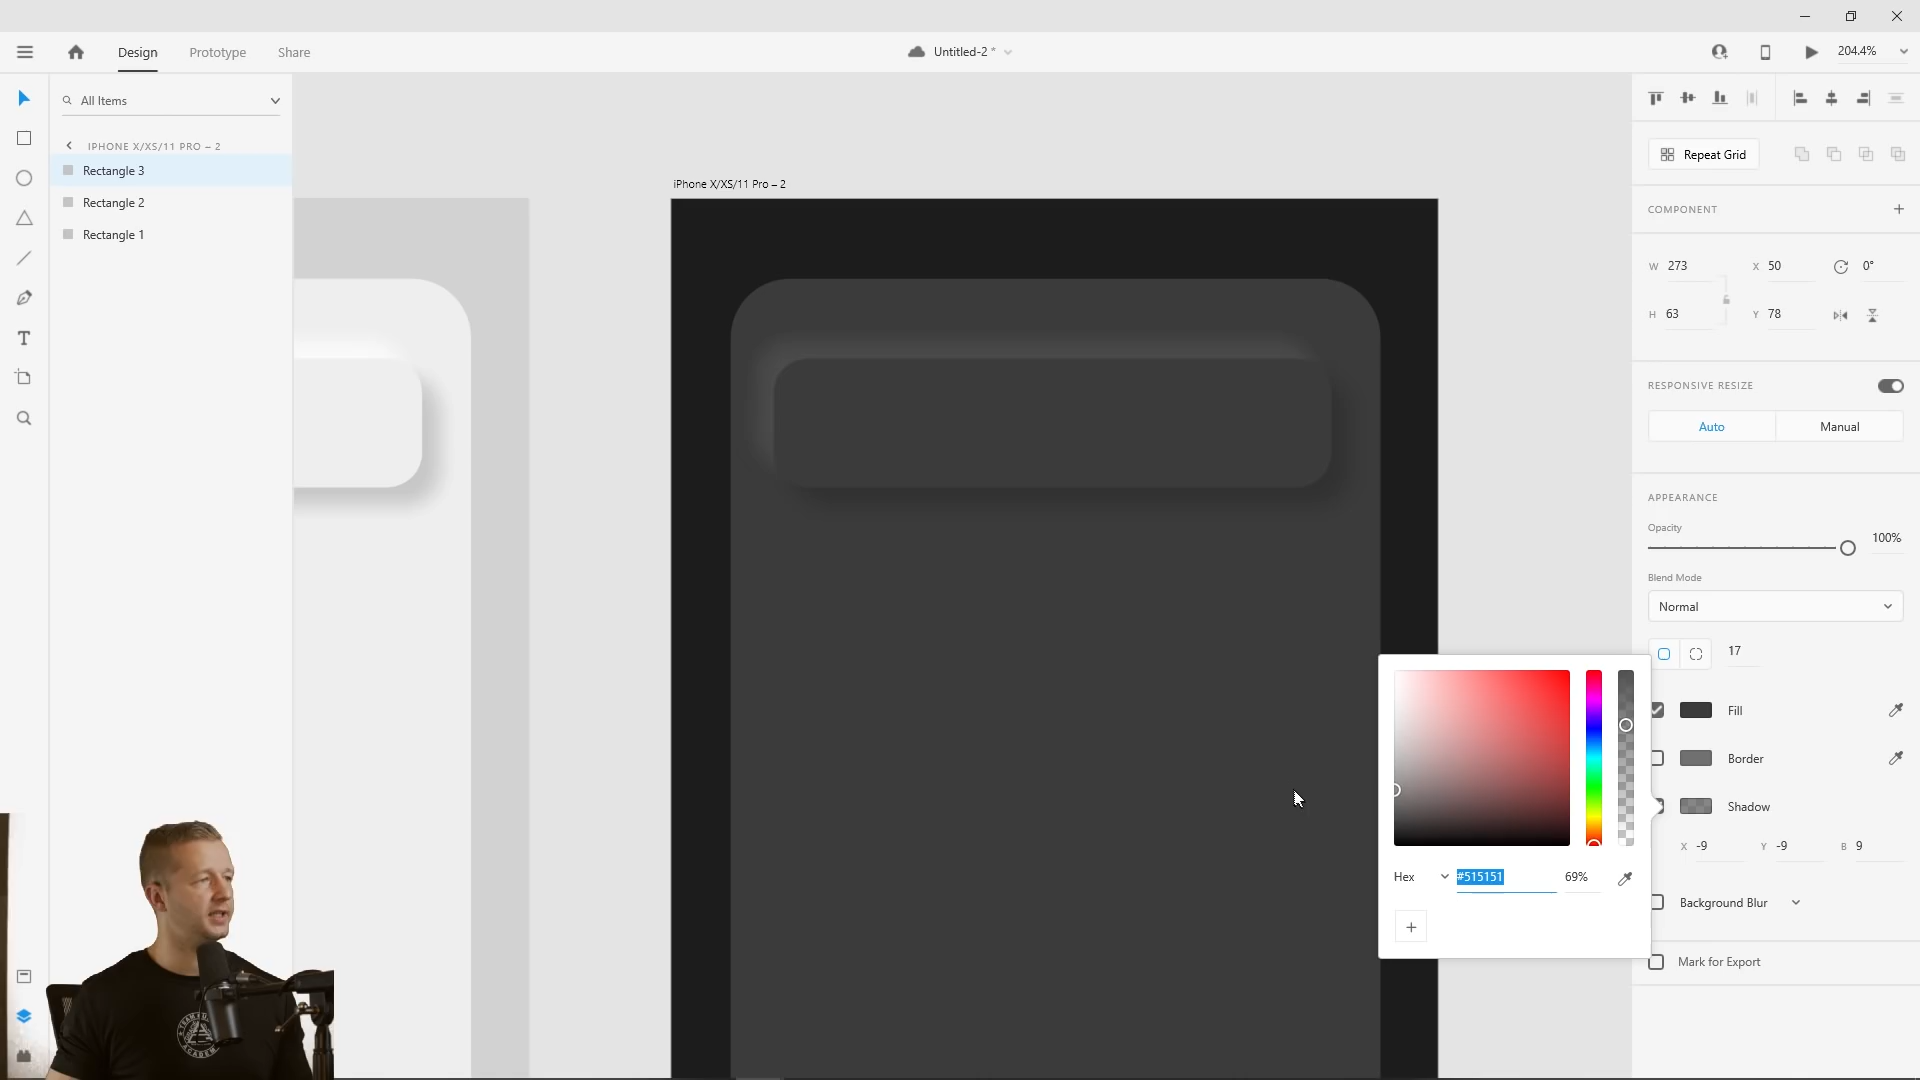 Design
Prototype
Share
Untitled-2 *
204.4%
All Items
IPHONE X/XS/11 PRO – 2
Rectangle 3
Rectangle 2
Rectangle 1
iPhone X/XS/11 Pro – 2
Repeat Grid
COMPONENT
W 273 X 50 0°
H 63 Y 78
RESPONSIVE RESIZE
Auto Manual
APPEARANCE
Opacity
100%
Blend Mode
Normal
17
Fill
Border
Shadow
X -9 Y -9 B 9
Hex #515151 69%
Background Blur
Mark for Export